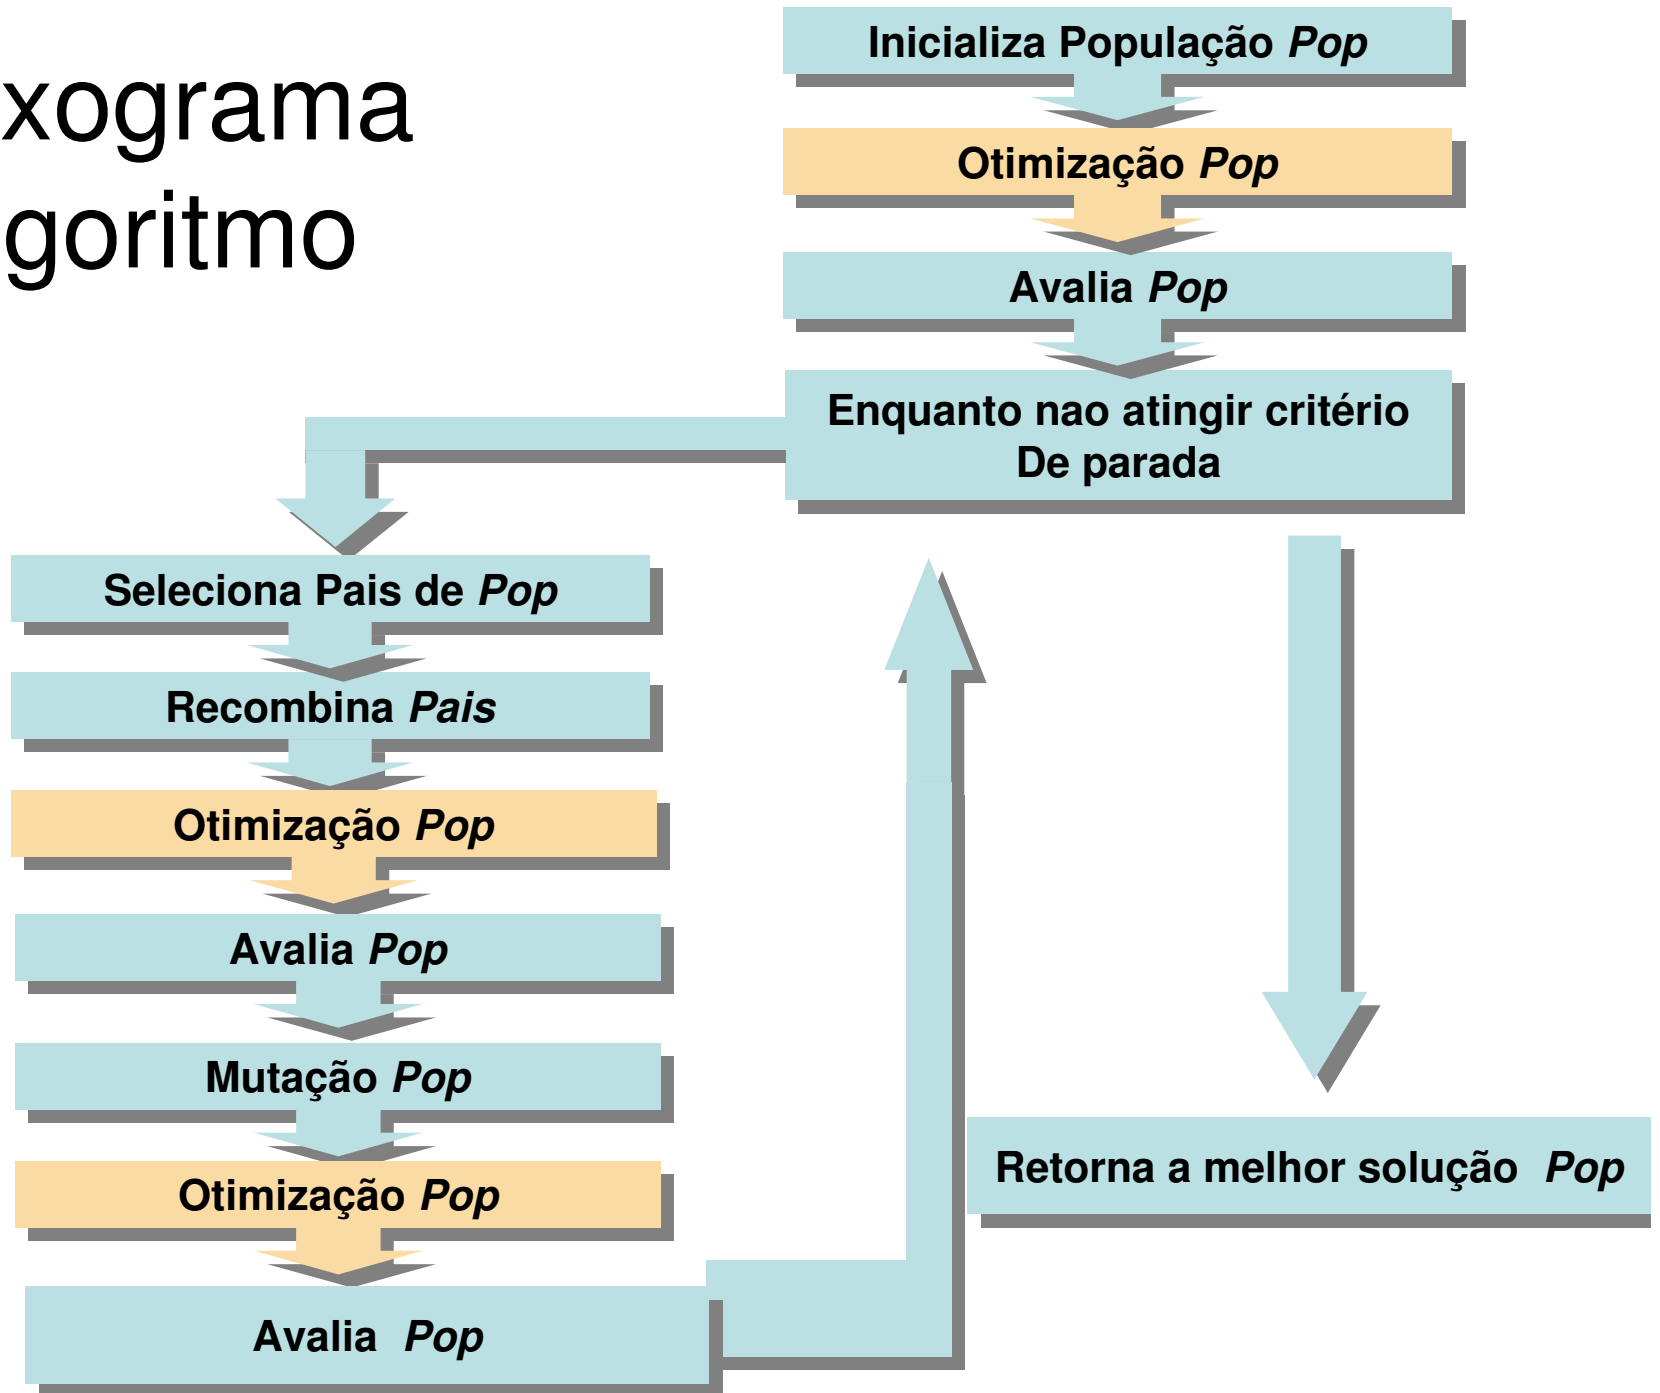 xograma
goritmo
Inicializa População Pop
Otimização Pop
Avalia Pop
Enquanto nao atingir critério
De parada
Seleciona Pais de Pop
Recombina Pais
Otimização Pop
Avalia Pop
Mutação Pop
Otimização Pop
Avalia Pop
Retorna a melhor solução Pop